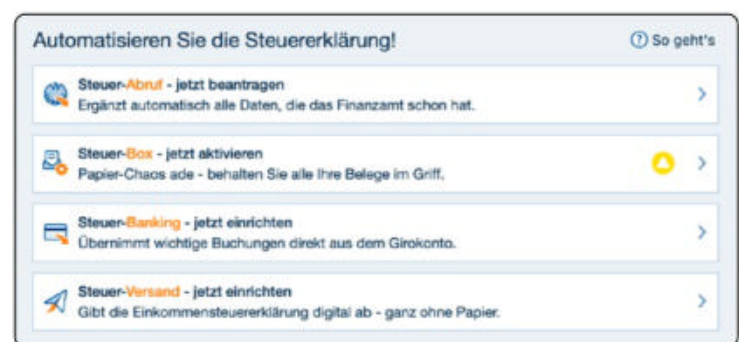 Automatisieren Sie die Steuererklärung!
So geht's
Steuer-Abruf - jetzt beantragen
Ergänzt automatisch alle Daten, die das Finanzamt schon hat.
Steuer-Box - jetzt aktivieren
Papier-Chaos ade - behalten Sie alle Ihre Belege im Griff.
Steuer-Banking - jetzt einrichten
Übernimmt wichtige Buchungen direkt aus dem Girokonto.
Steuer-Versand - jetzt einrichten
Gibt die Einkommensteuererklärung digital ab - ganz ohne Papier.